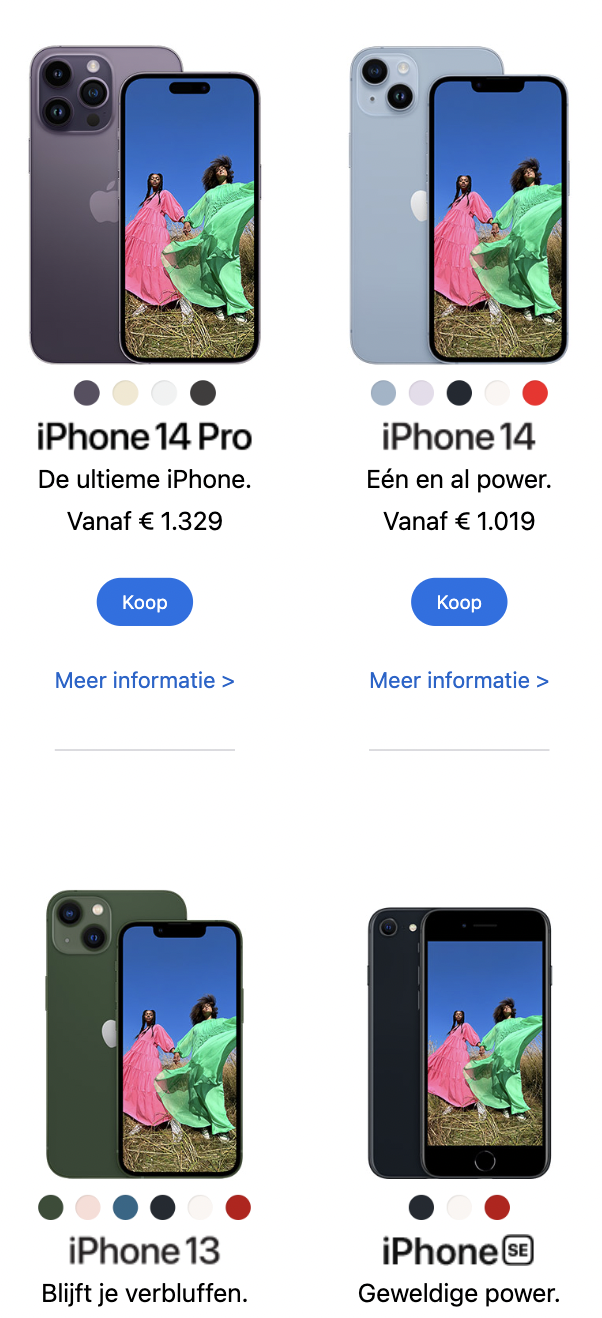 iPhone 14 Pro
De ultieme iPhone.
Vanaf € 1.329
Koop
Meer informatie >
iPhone 14
Eén en al power.
Vanaf € 1.019
Koop
Meer informatie >
iPhone 13
Blijft je verbluffen.
iPhone SE
Geweldige power.